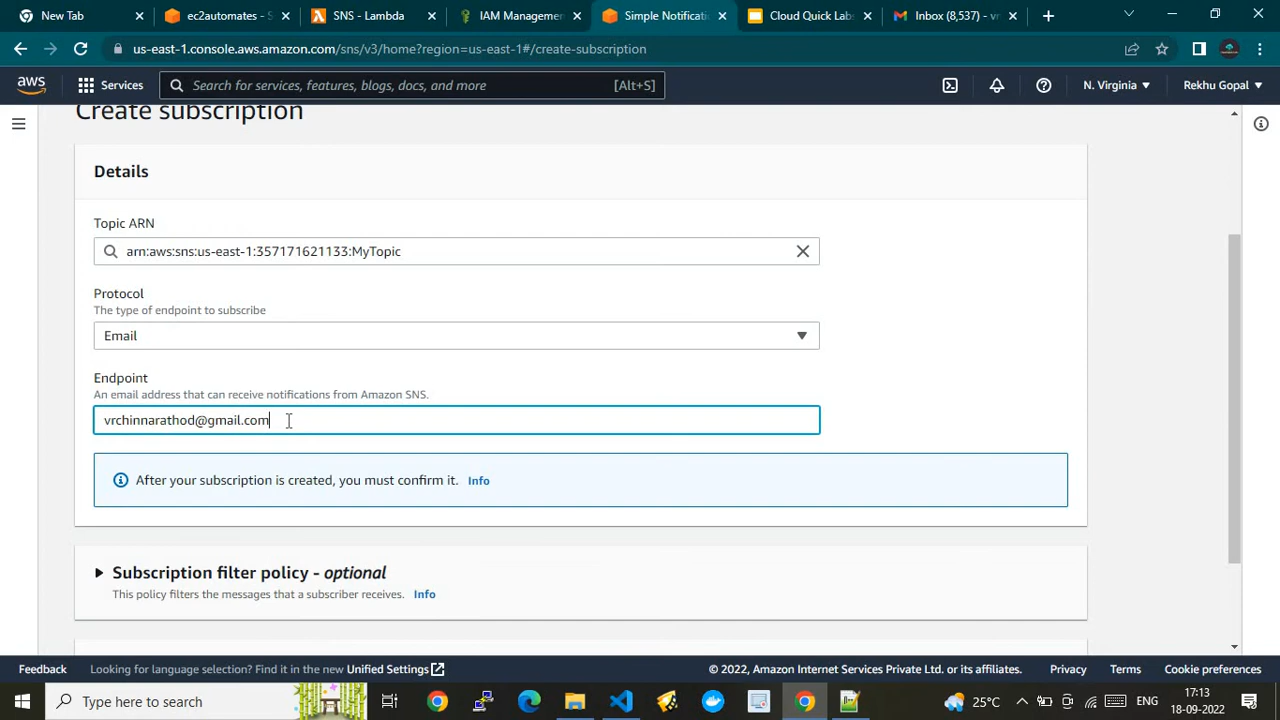 New Tab
ec2automates - S
SNS - Lambda
IAM Managemen
Simple Notificati
Cloud Quick Lab
Inbox (8,537) - vr
us-east-1.console.aws.amazon.com/sns/v3/home?region=us-east-1#/create-subscription
aws
Services
Search for services, features, blogs, docs, and more
[Alt+S]
N. Virginia
Rekhu Gopal
Create subscription
Details
Topic ARN
arn:aws:sns:us-east-1:357171621133:MyTopic
Protocol
The type of endpoint to subscribe
Email
Endpoint
An email address that can receive notifications from Amazon SNS.
vrchinnarathod@gmail.com
After your subscription is created, you must confirm it. Info
Subscription filter policy - optional
This policy filters the messages that a subscriber receives. Info
Feedback
Looking for language selection? Find it in the new Unified Settings
© 2022, Amazon Internet Services Private Ltd. or its affiliates.
Privacy
Terms
Cookie preferences
Type here to search
25°C
ENG
17:13
18-09-2022